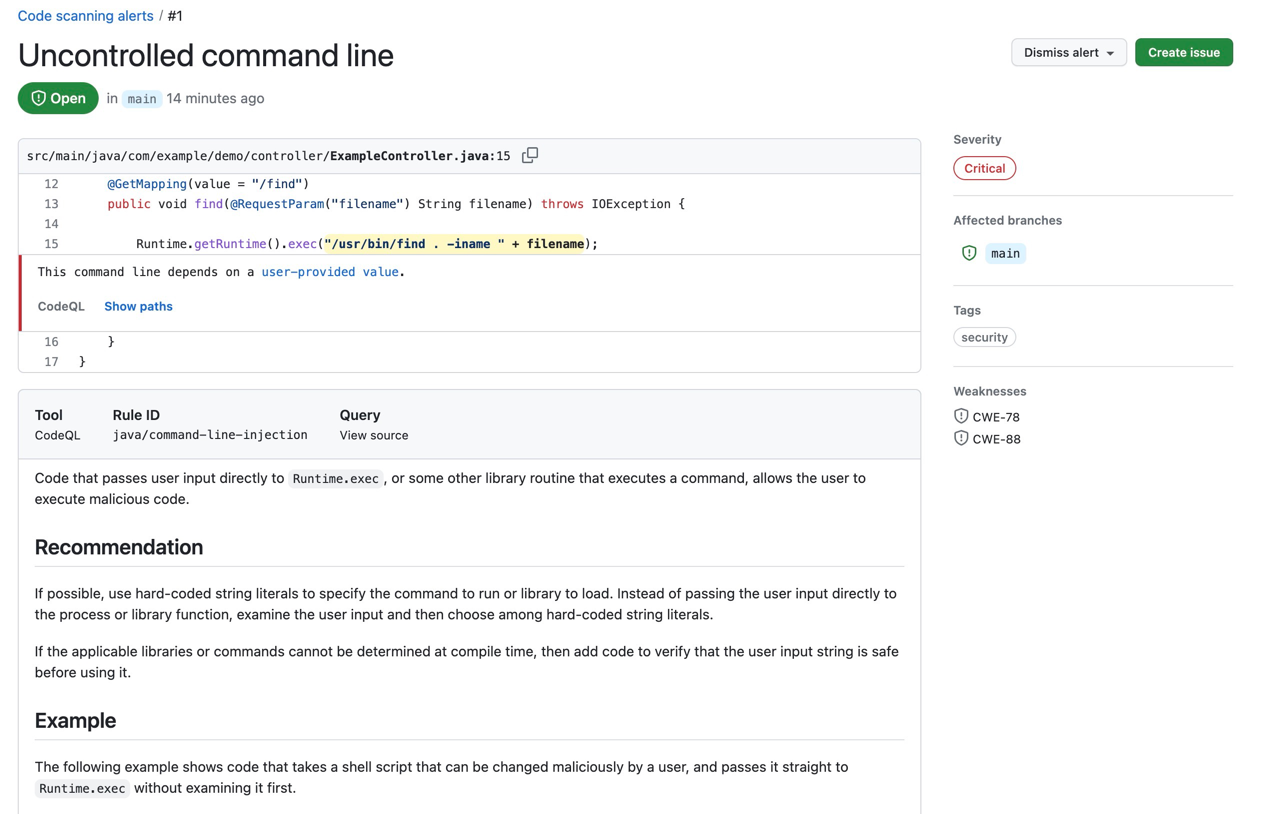 Code scanning alerts / #1
Uncontrolled command line
Dismiss alert
Create issue
Open in main 14 minutes ago
src/main/java/com/example/demo/controller/ExampleController.java:15
12 @GetMapping(value = "/find")
13 public void find(@RequestParam("filename") String filename) throws IOException {
14
15 Runtime.getRuntime().exec("/usr/bin/find . -iname " + filename);
This command line depends on a user-provided value.
CodeQL Show paths
16 }
17 }
Tool Rule ID Query
CodeQL java/command-line-injection View source
Code that passes user input directly to Runtime.exec, or some other library routine that executes a command, allows the user to
execute malicious code.
Recommendation
If possible, use hard-coded string literals to specify the command to run or library to load. Instead of passing the user input directly to
the process or library function, examine the user input and then choose among hard-coded string literals.
If the applicable libraries or commands cannot be determined at compile time, then add code to verify that the user input string is safe
before using it.
Example
The following example shows code that takes a shell script that can be changed maliciously by a user, and passes it straight to
Runtime.exec without examining it first.
Severity
Critical
Affected branches
main
Tags
security
Weaknesses
CWE-78
CWE-88